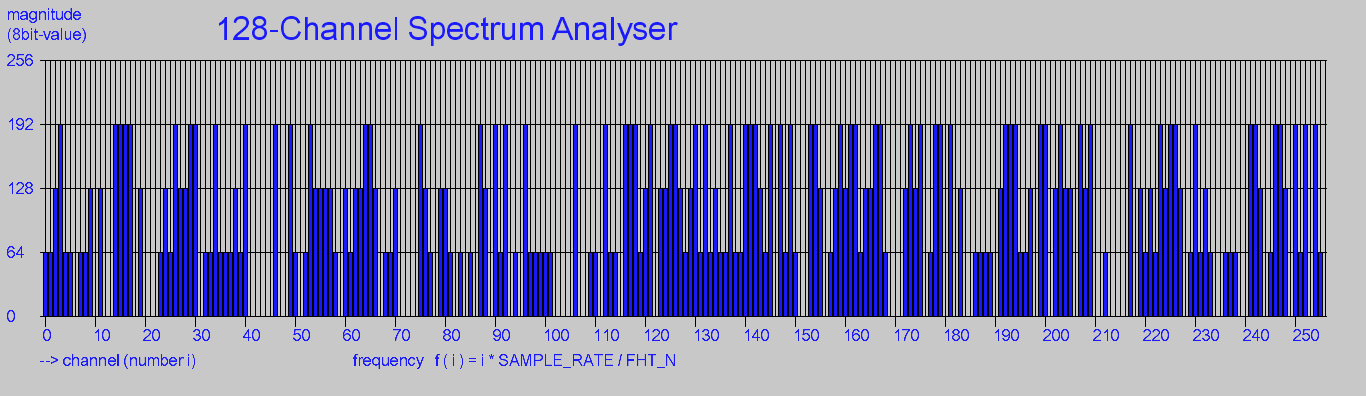 magnitude
(8bit-value)
128-Channel Spectrum Analyser
256
192
128
64
0
0 10 20 30 40 50 60 70 80 90 100 110 120 130 140 150 160 170 180 190 200 210 220 230 240 250
--> channel (number i)
frequency f ( i ) = i * SAMPLE_RATE / FHT_N